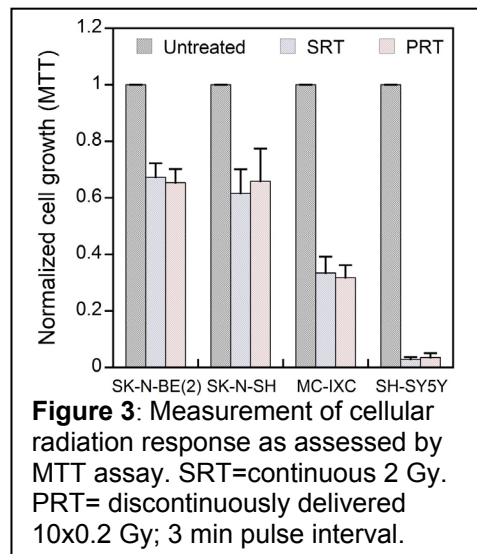 1.2
Untreated SRT PRT
1
0.8
0.6
0.4
0.2
0
Normalized cell growth (MTT)
SK-N-BE(2) SK-N-SH MC-IXC SH-SY5Y
Figure 3: Measurement of cellular
radiation response as assessed by
MTT assay. SRT=continuous 2 Gy.
PRT= discontinuously delivered
10x0.2 Gy; 3 min pulse interval.